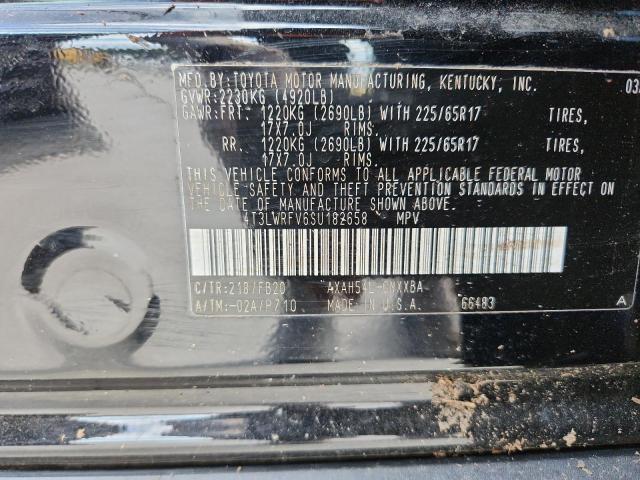 MFD.BY:TOYOTA MOTOR MANUFACTURING, KENTUCKY, INC. 03
GVWR:2230KG (4920LB)
GAWR:FRT. 1220KG (2690LB) WITH 225/65R17 TIRES,
17X7.0J RIMS.
RR. 1220KG (2690LB) WITH 225/65R17 TIRES,
17X7.0J RIMS.
THIS VEHICLE CONFORMS TO ALL APPLICABLE FEDERAL MOTOR
VEHICLE SAFETY AND THEFT PREVENTION STANDARDS IN EFFECT ON
THE DATE OF MANUFACTURE SHOWN ABOVE.
4T3LWRFV6SU182658 MPV
C/TR:218/FB20 AXAH54L-CNXXBA
A/TM:-02A/P710 MADE IN U.S.A. 66483 A